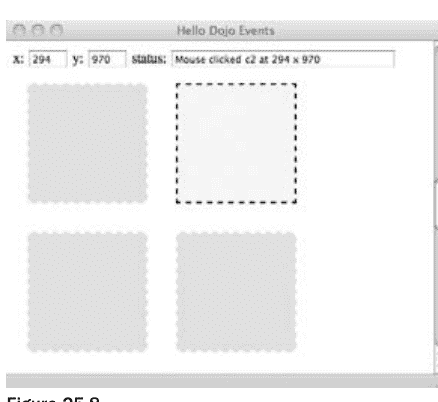 Hello Dojo Events
x: 294 y: 970 status: Mouse clicked c2 at 294 x 970
Figure 25.8